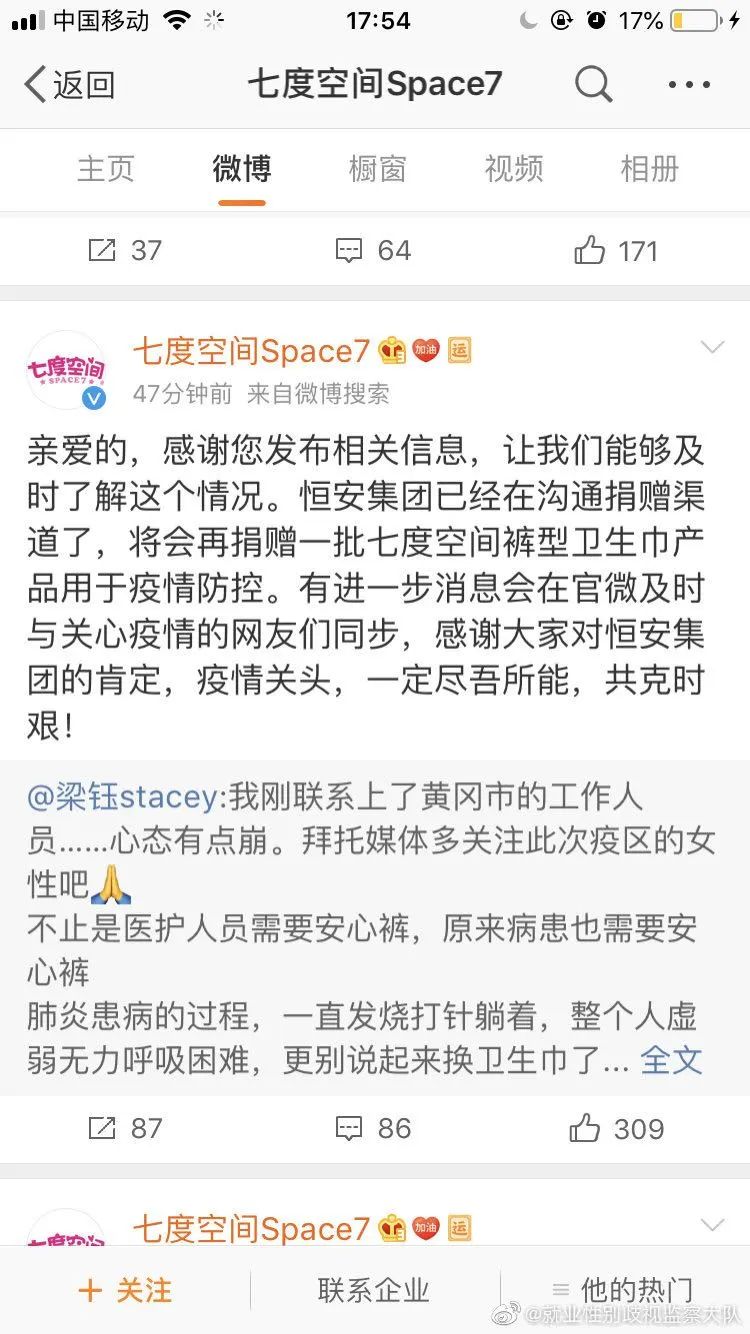 中国移动 17:54 17%
返回 七度空间Space7
主页 微博 橱窗 视频 相册
37 64 171
七度空间 SPACE7
七度空间Space7 加油 运
47分钟前 来自微博搜索
亲爱的，感谢您发布相关信息，让我们能够及
时了解这个情况。恒安集团已经在沟通捐赠渠
道了，将会再捐赠一批七度空间裤型卫生巾产
品用于疫情防控。有进一步消息会在官微及时
与关心疫情的网友们同步，感谢大家对恒安集
团的肯定，疫情关头，一定尽吾所能，共克时
艰！
@梁钰stacey:我刚联系上了黄冈市的工作人
员......心态有点崩。拜托媒体多关注此次疫区的女
性吧🙏
不止是医护人员需要安心裤，原来病患也需要安
心裤
肺炎患病的过程，一直发烧打针躺着，整个人虚
弱无力呼吸困难，更别说起来换卫生巾了... 全文
87 86 309
七度空间
七度空间Space7 加油 运
+ 关注 联系企业 他的热门
@就业性别歧视监察大队